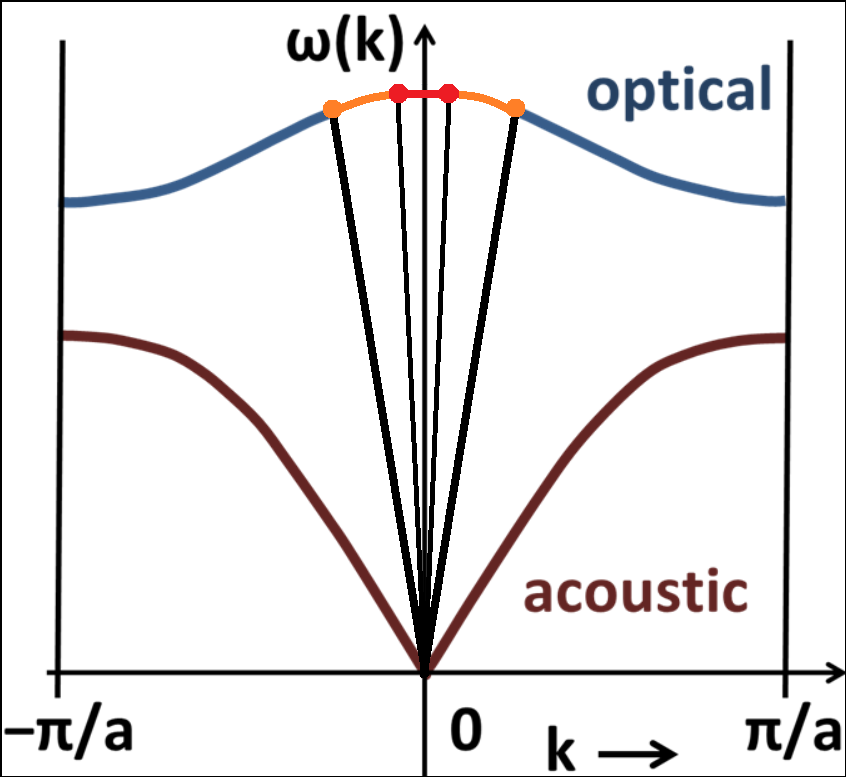 ω(k)
optical
acoustic
–π/a
0
k
π/a